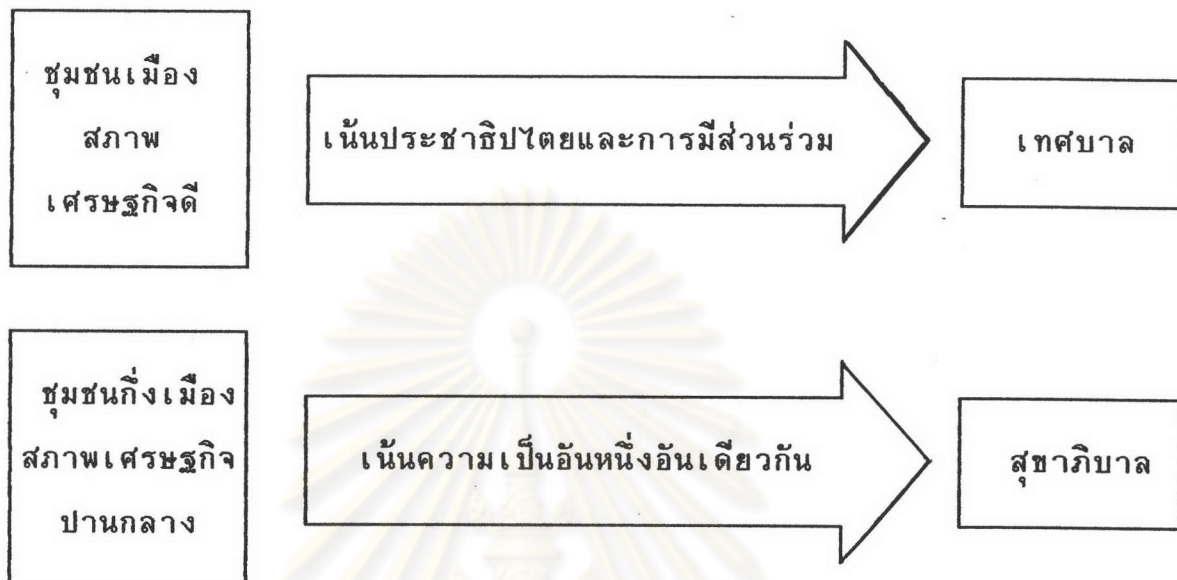 ชุมชนเมือง
สภาพ
เศรษฐกิจดี
เน้นประชาธิปไตยและการมีส่วนร่วม
เทศบาล
ชุมชนกึ่งเมือง
สภาพเศรษฐกิจ
ปานกลาง
เน้นความเป็นอันหนึ่งอันเดียวกัน
สุขาภิบาล